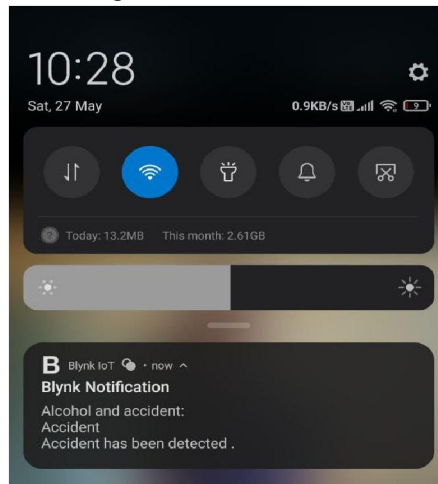 10:28
Sat, 27 May
0.9KB/s
9
Today: 13.2MB This month: 2.61GB
B Blynk IoT • now
Blynk Notification
Alcohol and accident:
Accident
Accident has been detected .